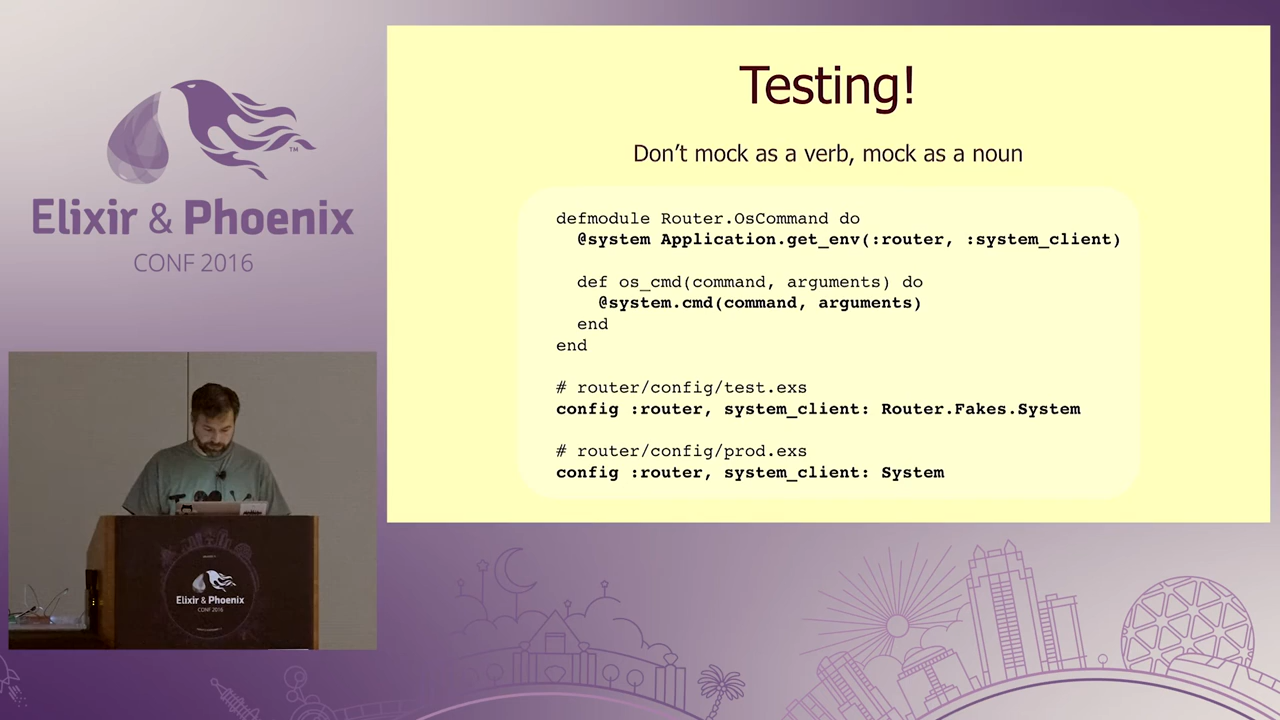 Elixir & Phoenix
TM
CONF 2016
Testing!
Don't mock as a verb, mock as a noun
defmodule Router.OsCommand do
@system Application.get_env(:router, :system_client)
def os_cmd(command, arguments) do
@system.cmd(command, arguments)
end
end
# router/config/test.exs
config :router, system_client: Router.Fakes.System
# router/config/prod.exs
config :router, system_client: System
Elixir & Phoenix
CONF 2016